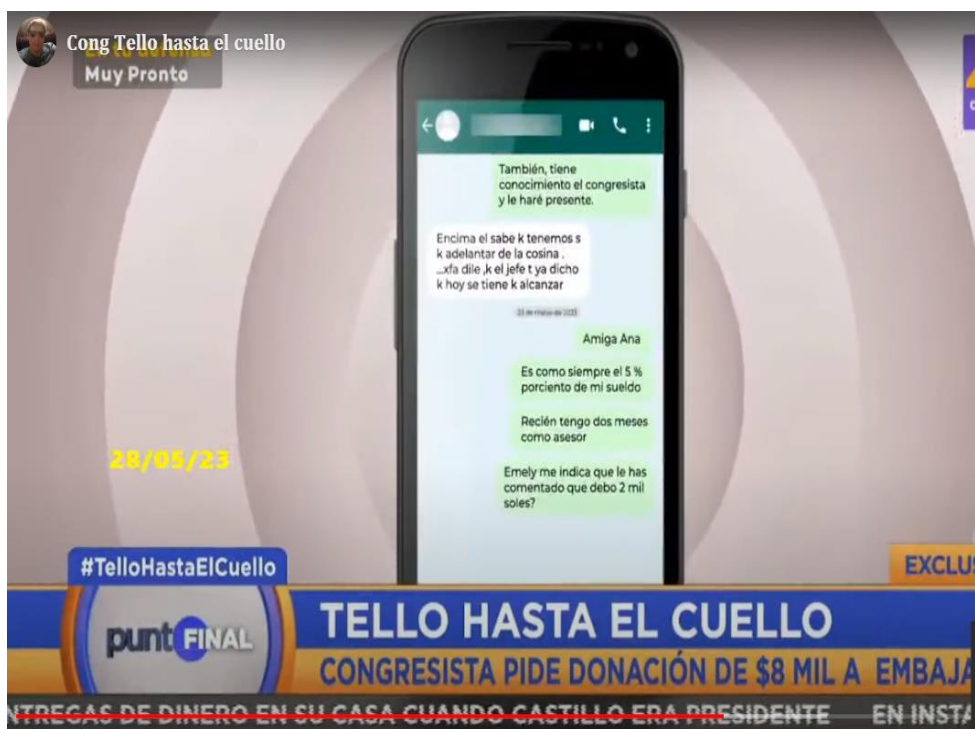 Cong Tello hasta el cuello
En tu defensa
Muy Pronto
También, tiene
conocimiento el congresista
y le haré presente.
Encima el sabe k tenemos s
k adelantar de la cosina .
...xfa dile ,k el jefe t ya dicho
k hoy se tiene k alcanzar
Amiga Ana
Es como siempre el 5 %
porciento de mi sueldo
Recién tengo dos meses
como asesor
Emely me indica que le has
comentado que debo 2 mil
soles?
28/05/23
#TelloHastaElCuello
EXCLUS
punto FINAL
TELLO HASTA EL CUELLO
CONGRESISTA PIDE DONACIÓN DE $8 MIL A EMBAJA
NTREGAS DE DINERO EN SU CASA CUANDO CASTILLO ERA PRESIDENTE EN INSTA